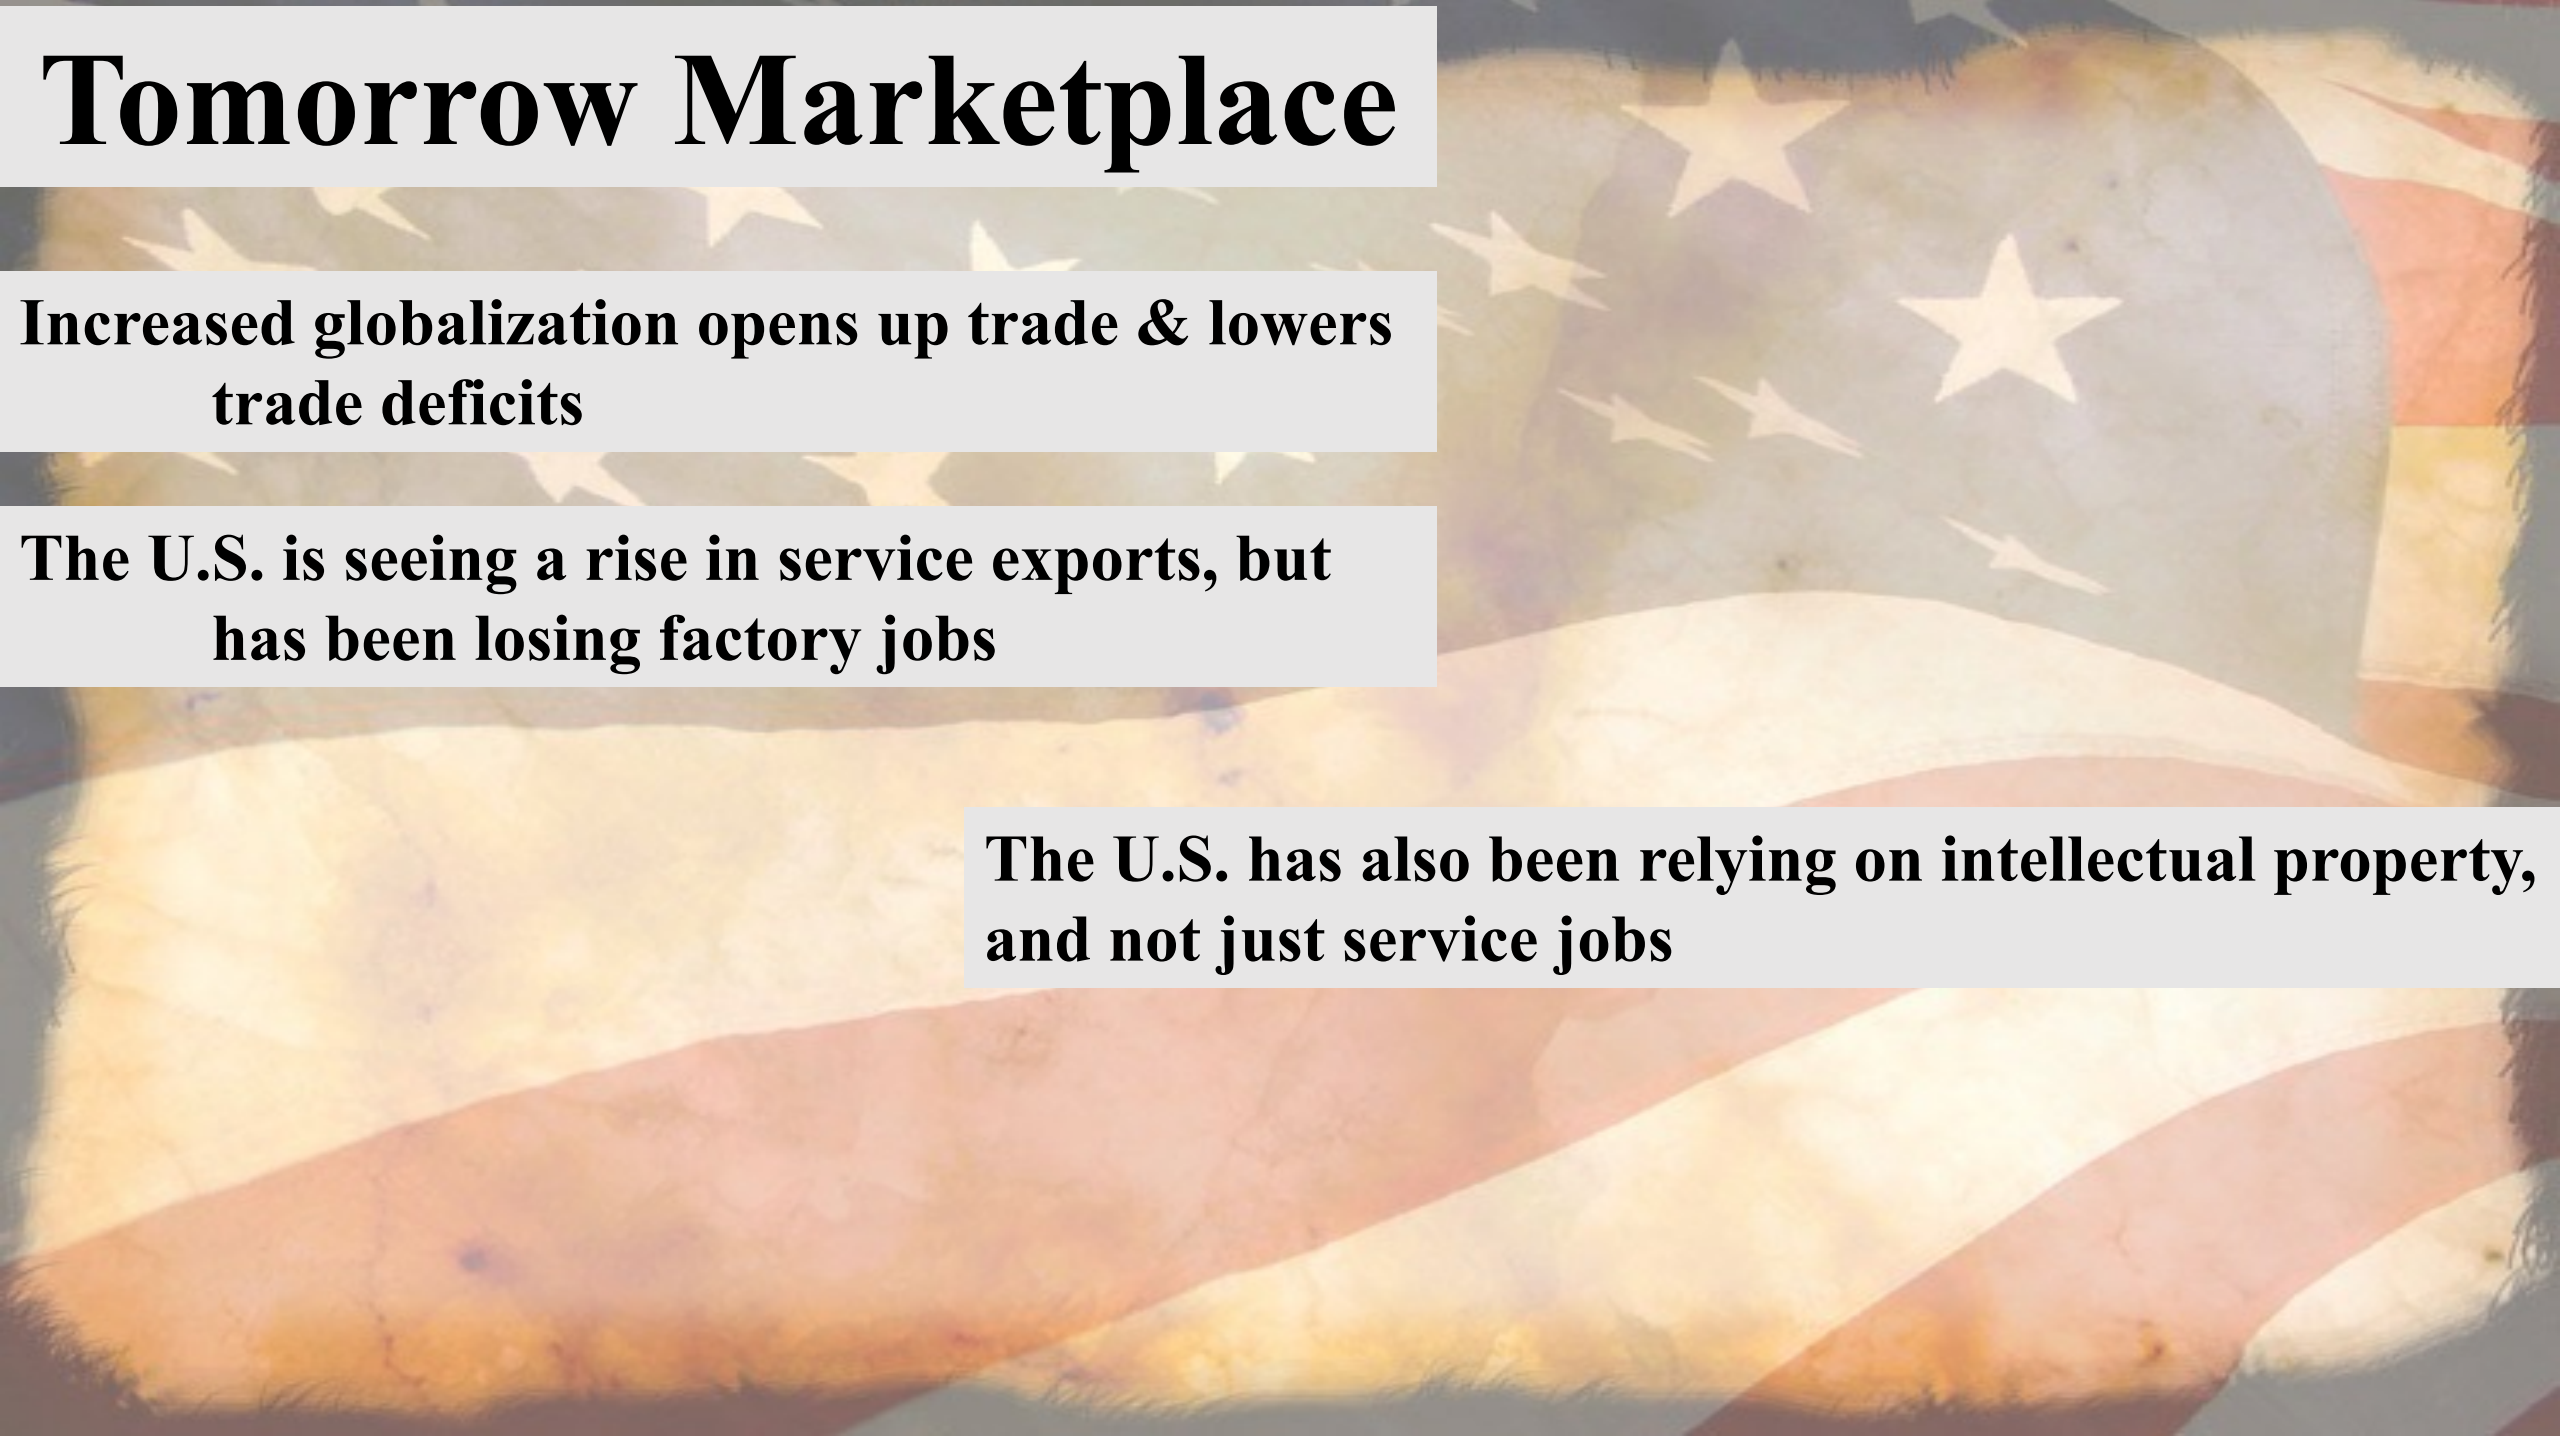 Tomorrow Marketplace
Increased globalization opens up trade & lowers
trade deficits
The U.S. is seeing a rise in service exports, but
has been losing factory jobs
The U.S. has also been relying on intellectual property,
and not just service jobs